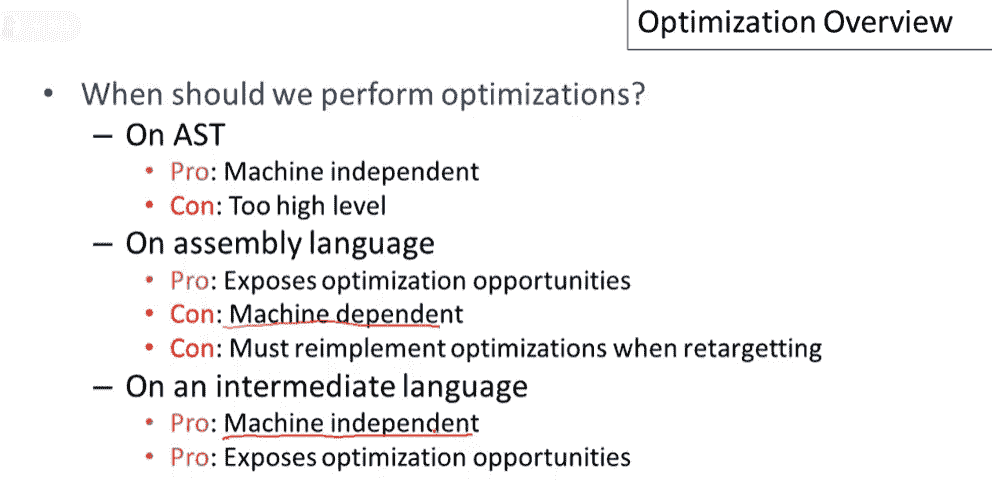 Optimization Overview
• When should we perform optimizations?
– On AST
• Pro: Machine independent
• Con: Too high level
– On assembly language
• Pro: Exposes optimization opportunities
• Con: Machine dependent
• Con: Must reimplement optimizations when retargetting
– On an intermediate language
• Pro: Machine independent
• Pro: Exposes optimization opportunities